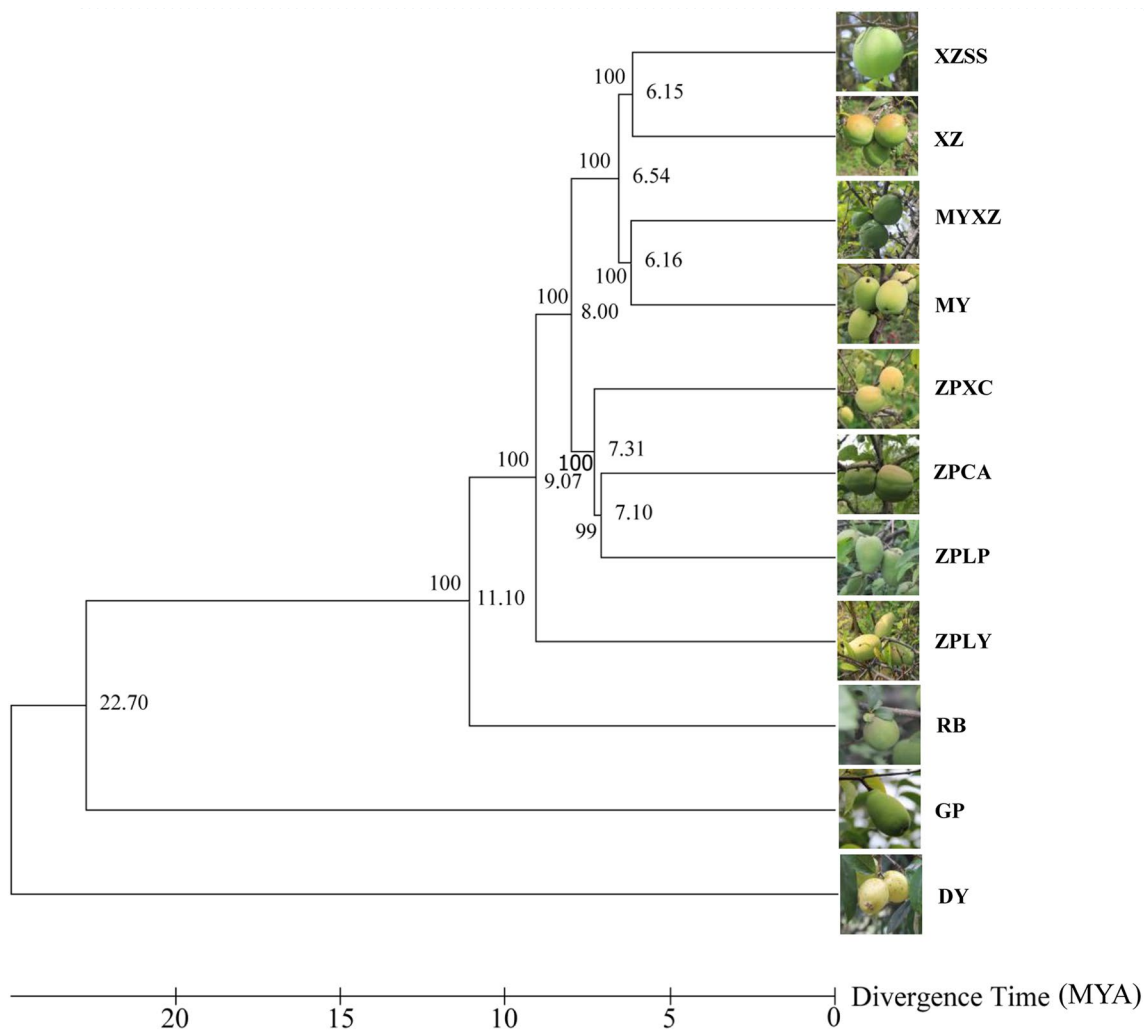 XZSS
100
6.15
XZ
100
6.54
MYXZ
6.16
100
MY
100
8.00
ZPXC
7.31
100
100
9.07
ZPCA
7.10
99
ZPLP
100
11.10
ZPLY
22.70
RB
GP
DY
20 15 10 5 0 Divergence Time (MYA)